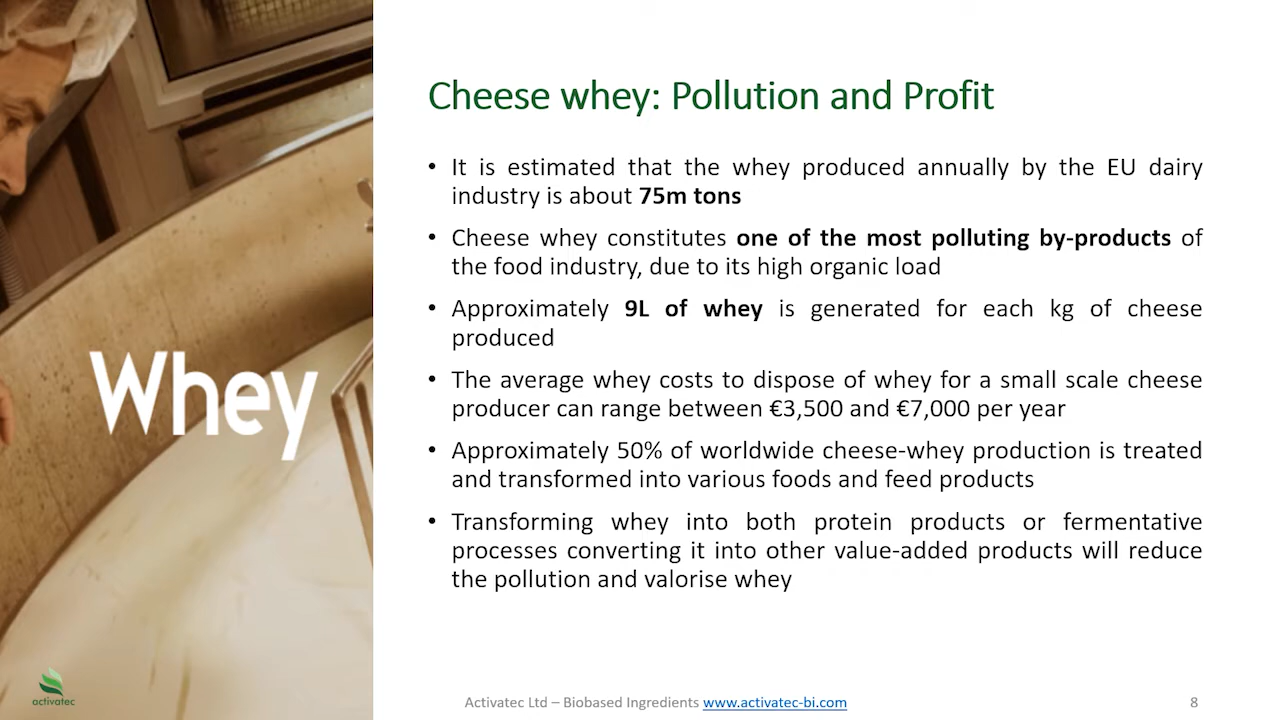 Cheese whey: Pollution and Profit
• It is estimated that the whey produced annually by the EU dairy
industry is about 75m tons
• Cheese whey constitutes one of the most polluting by-products of
the food industry, due to its high organic load
• Approximately 9L of whey is generated for each kg of cheese
produced
• The average whey costs to dispose of whey for a small scale cheese
producer can range between €3,500 and €7,000 per year
• Approximately 50% of worldwide cheese-whey production is treated
and transformed into various foods and feed products
• Transforming whey into both protein products or fermentative
processes converting it into other value-added products will reduce
the pollution and valorise whey
Whey
activatec
Activatec Ltd – Biobased Ingredients www.activatec-bi.com
8